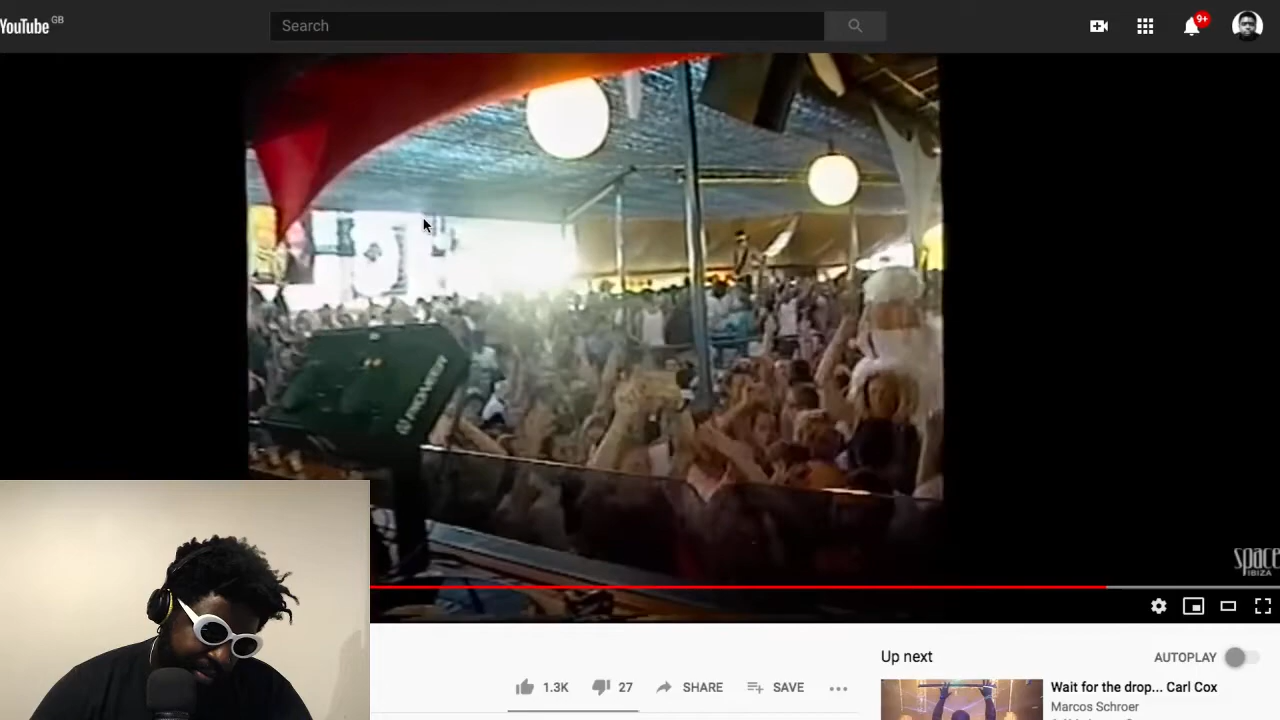 YouTube GB
Search
9+
PIONEER
space
IBIZA
1.3K
27
SHARE
SAVE
Up next
AUTOPLAY
Wait for the drop... Carl Cox
Marcos Schroer